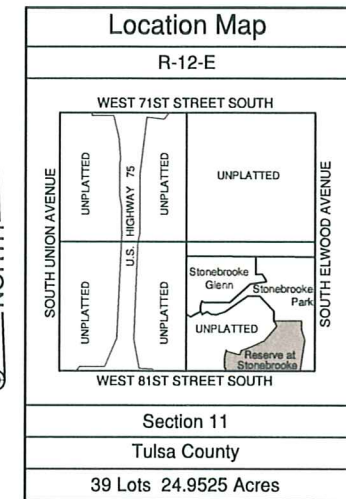 Location Map
R-12-E
WEST 71ST STREET SOUTH
SOUTH UNION AVENUE
UNPLATTED
U.S. HIGHWAY 75
UNPLATTED
UNPLATTED
SOUTH ELWOOD AVENUE
UNPLATTED
UNPLATTED
Stonebrooke
Glenn
Stonebrooke
Park
UNPLATTED
Reserve at
Stonebrooke
WEST 81ST STREET SOUTH
Section 11
Tulsa County
39 Lots 24.9525 Acres
NORTH